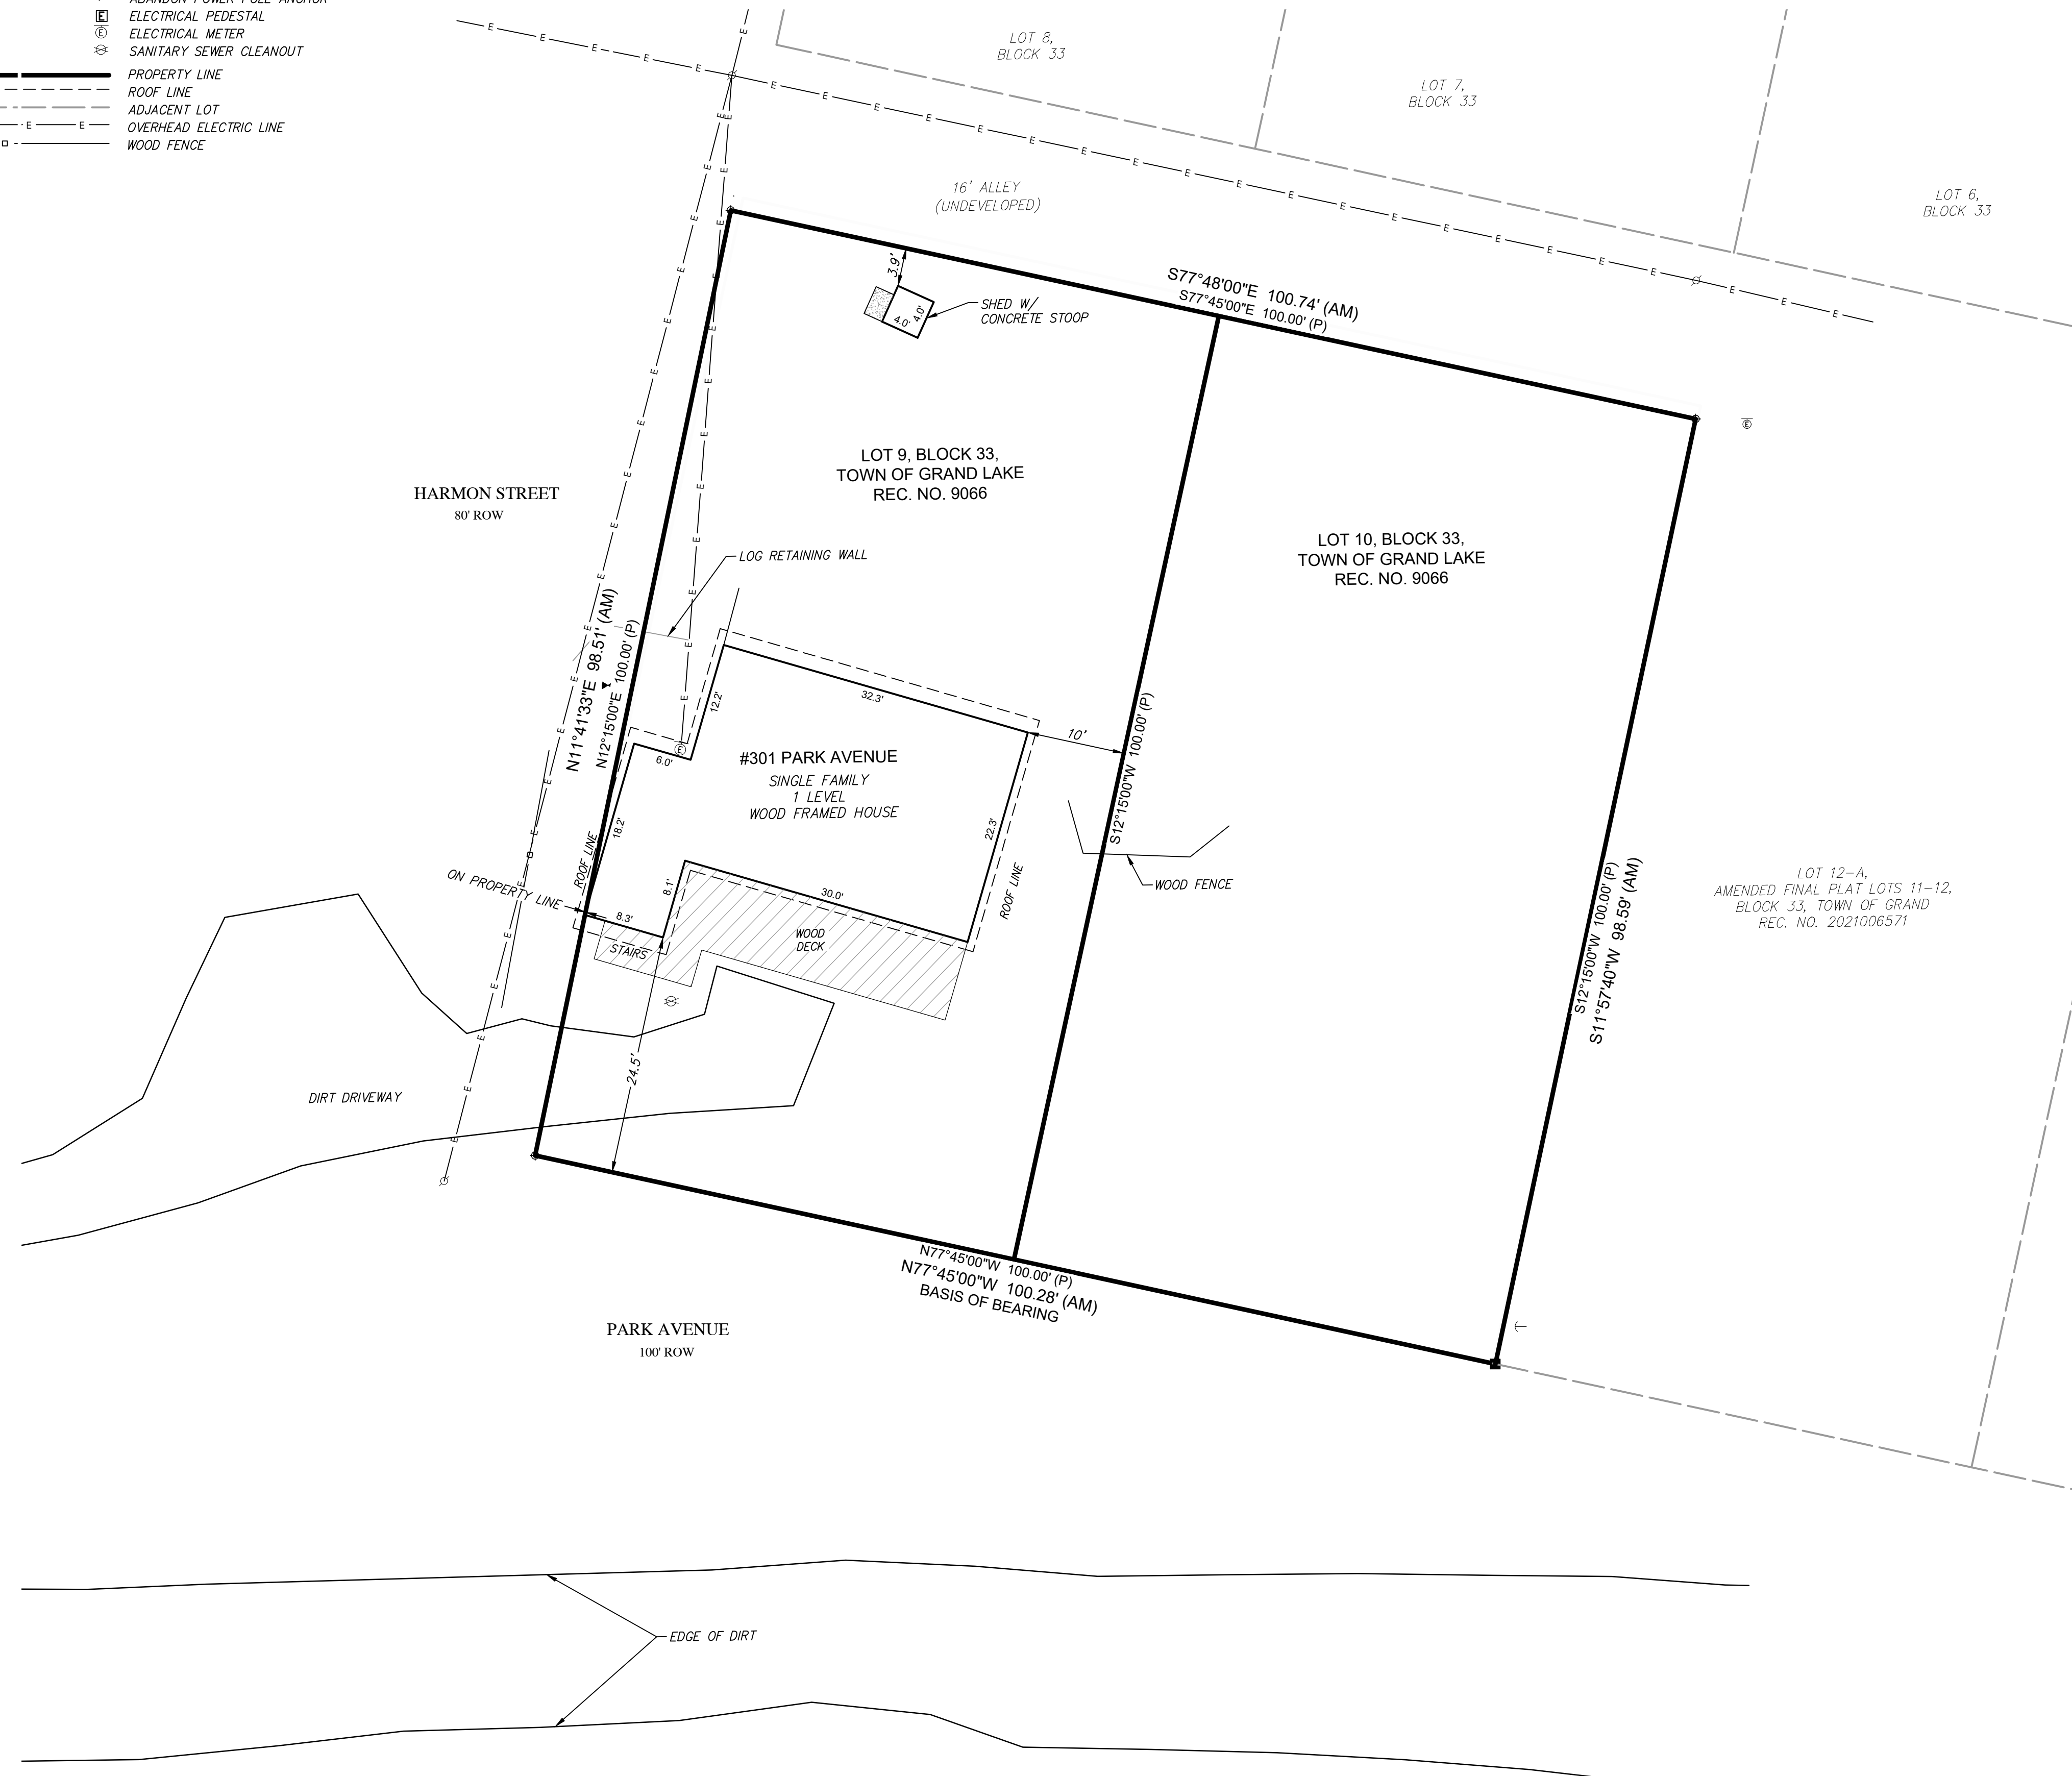 ABANDON POWER POLE ANCHOR
E ELECTRICAL PEDESTAL
E ELECTRICAL METER
SANITARY SEWER CLEANOUT
PROPERTY LINE
ROOF LINE
ADJACENT LOT
E E OVERHEAD ELECTRIC LINE
WOOD FENCE
LOT 8,
BLOCK 33
LOT 7,
BLOCK 33
LOT 6,
BLOCK 33
16' ALLEY
(UNDEVELOPED)
3.9'
4.0'
4.0'
SHED W/
CONCRETE STOOP
S77°48'00"E 100.74' (AM)
S77°45'00"E 100.00' (P)
E
LOT 9, BLOCK 33,
TOWN OF GRAND LAKE
REC. NO. 9066
HARMON STREET
80' ROW
LOT 10, BLOCK 33,
TOWN OF GRAND LAKE
REC. NO. 9066
LOG RETAINING WALL
N11°41'33"E 98.51' (AM)
N12°15'00"E 100.00' (P)
12.2'
32.3'
10'
S12°15'00"W 100.00' (P)
6.0'
E
#301 PARK AVENUE
SINGLE FAMILY
1 LEVEL
WOOD FRAMED HOUSE
18.2'
22.3'
ROOF LINE
ROOF LINE
ON PROPERTY LINE
8.3'
8.1'
30.0'
WOOD
DECK
STAIRS
WOOD FENCE
24.5'
S12°15'00"W 100.00' (P)
S11°57'40"W 98.59' (AM)
LOT 12-A,
AMENDED FINAL PLAT LOTS 11-12,
BLOCK 33, TOWN OF GRAND
REC. NO. 2021006571
DIRT DRIVEWAY
N77°45'00"W 100.00' (P)
N77°45'00"W 100.28' (AM)
BASIS OF BEARING
PARK AVENUE
100' ROW
EDGE OF DIRT